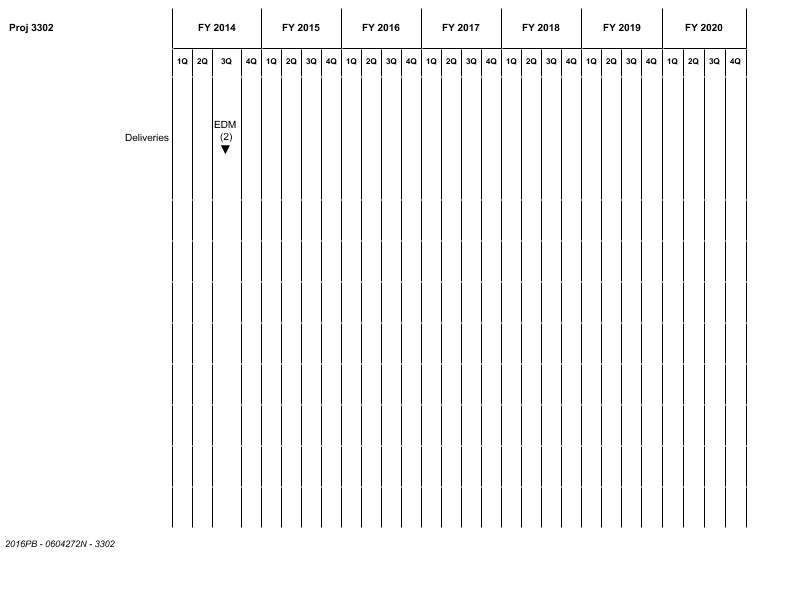 Proj 3302 FY 2014 FY 2015 FY 2016 FY 2017 FY 2018 FY 2019 FY 2020
1Q 2Q 3Q 4Q 1Q 2Q 3Q 4Q 1Q 2Q 3Q 4Q 1Q 2Q 3Q 4Q 1Q 2Q 3Q 4Q 1Q 2Q 3Q 4Q 1Q 2Q 3Q 4Q
EDM
Deliveries (2)
2016PB - 0604272N - 3302